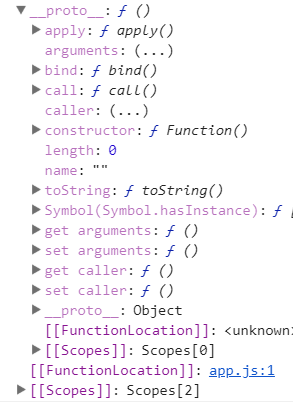 __proto__: ƒ ()
apply: ƒ apply()
arguments: (...)
bind: ƒ bind()
call: ƒ call()
caller: (...)
constructor: ƒ Function()
length: 0
name: ""
toString: ƒ toString()
Symbol(Symbol.hasInstance): ƒ
get arguments: ƒ ()
set arguments: ƒ ()
get caller: ƒ ()
set caller: ƒ ()
__proto__: Object
[[FunctionLocation]]: <unknown>
[[Scopes]]: Scopes[0]
[[FunctionLocation]]: app.js:1
[[Scopes]]: Scopes[2]